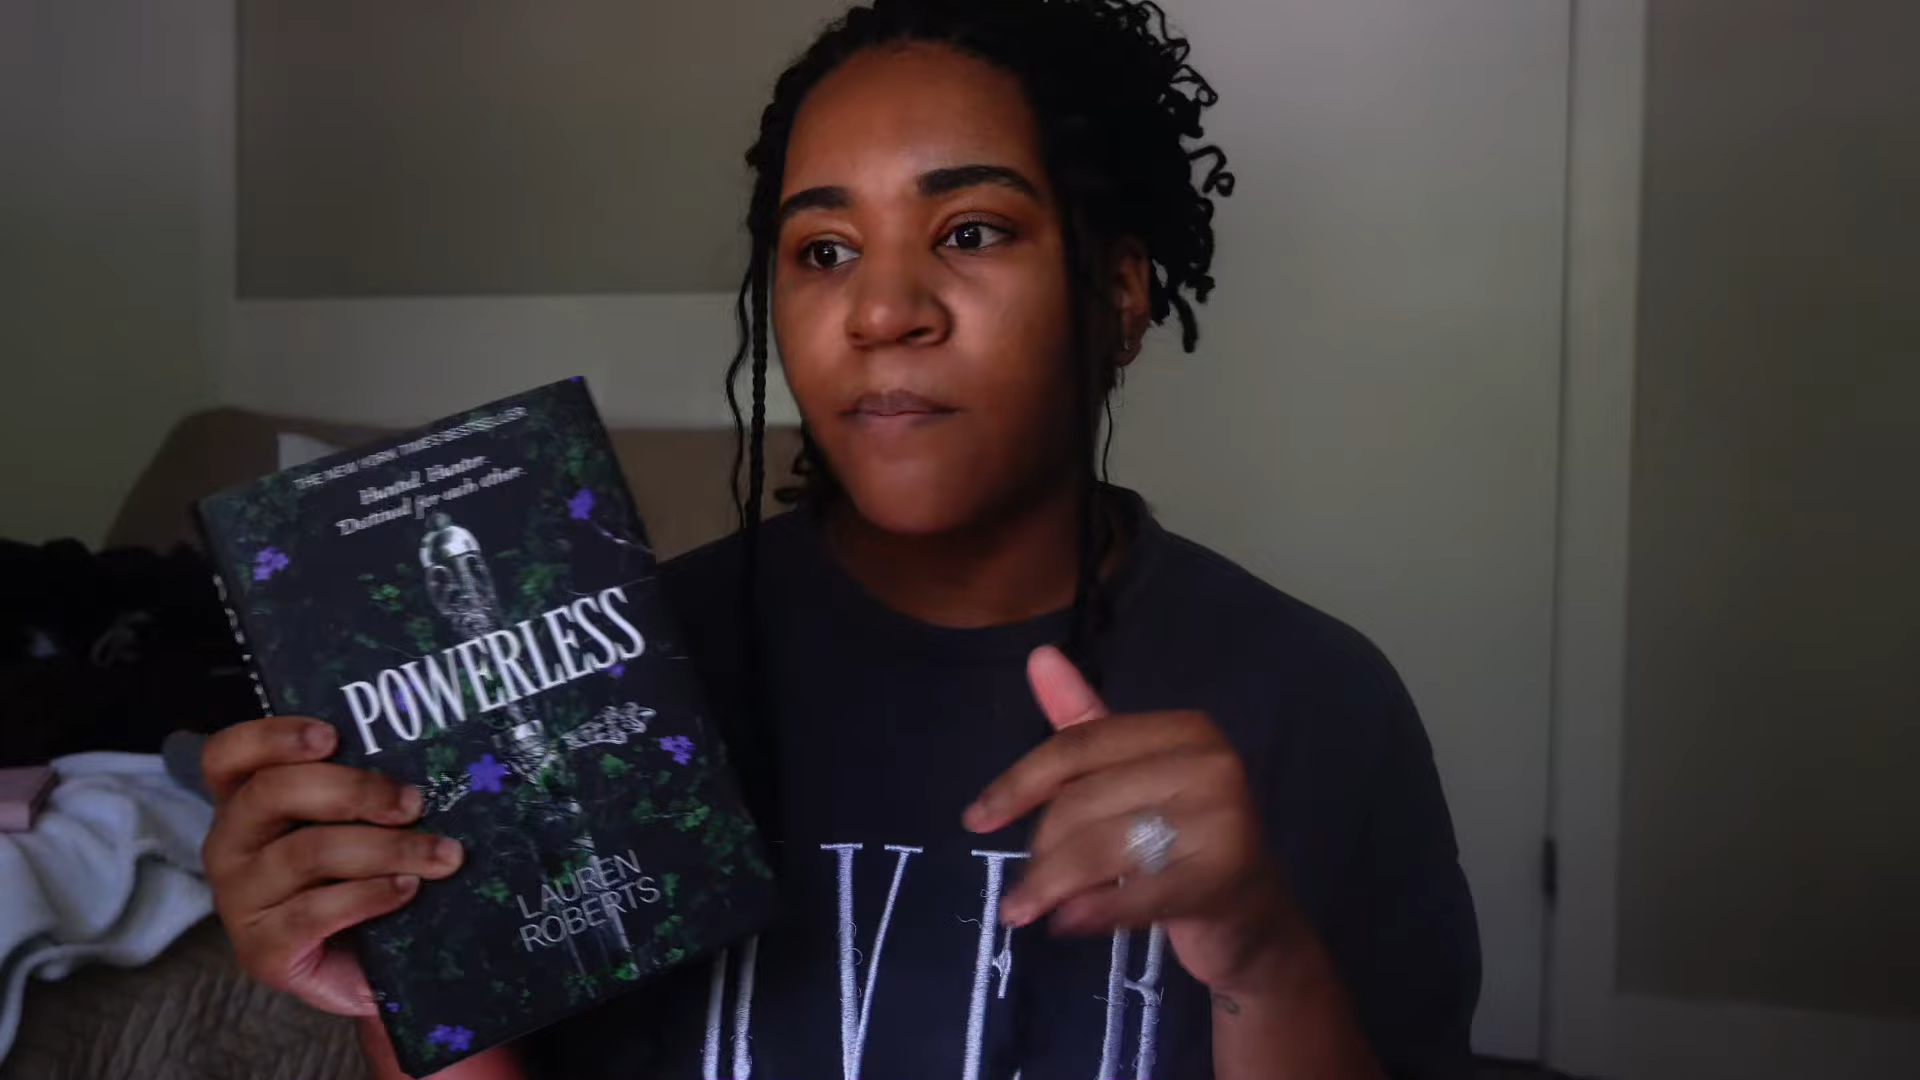 THE NEW YORK TIMES BESTSELLER
Hunted. Hunter.
Destined for each other.
POWERLESS
LAUREN
ROBERTS